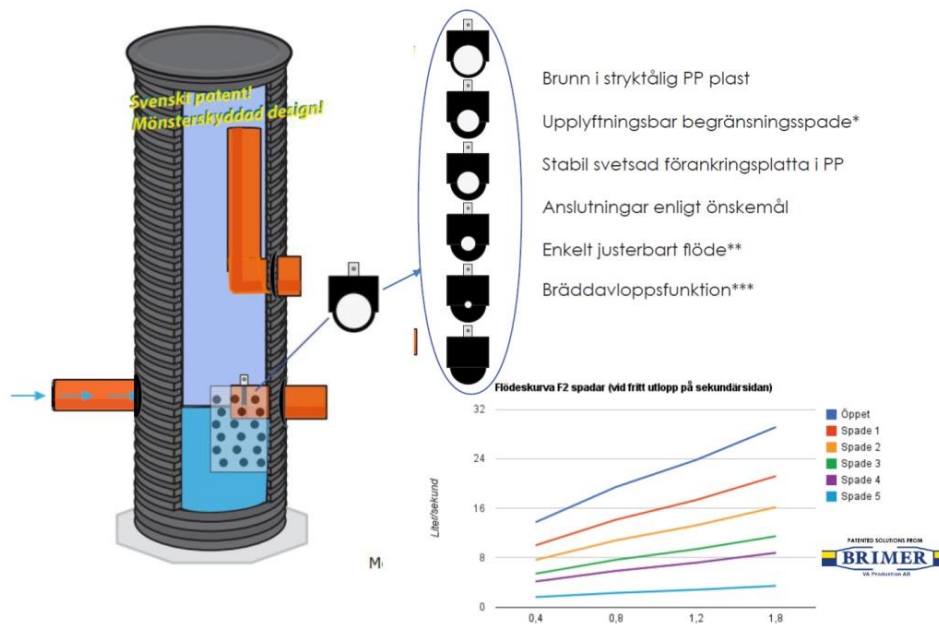 Svenskt patent!
Mönsterskyddad design!
Brunn i stryktålig PP plast
Upplyftningsbar begränsningsspade*
Stabil svetsad förankringsplatta i PP
Anslutningar enligt önskemål
Enkelt justerbart flöde**
Bräddavloppsfunktion***
Flödeskurva F2 spadar (vid fritt utlopp på sekundärsidan)
Liter/sekund
32
24
16
8
0
0,4
0,8
1,2
1,8
Öppet
Spade 1
Spade 2
Spade 3
Spade 4
Spade 5
PATENTED SOLUTIONS FROM
BRIMER
VA Production AB